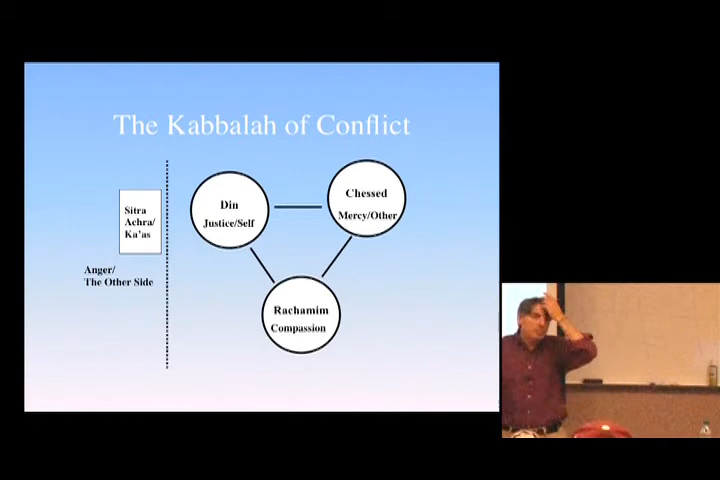 The Kabbalah of Conflict
Sitra
Achra/
Ka'as
Anger/
The Other Side
Din
Justice/Self
Chessed
Mercy/Other
Rachamim
Compassion